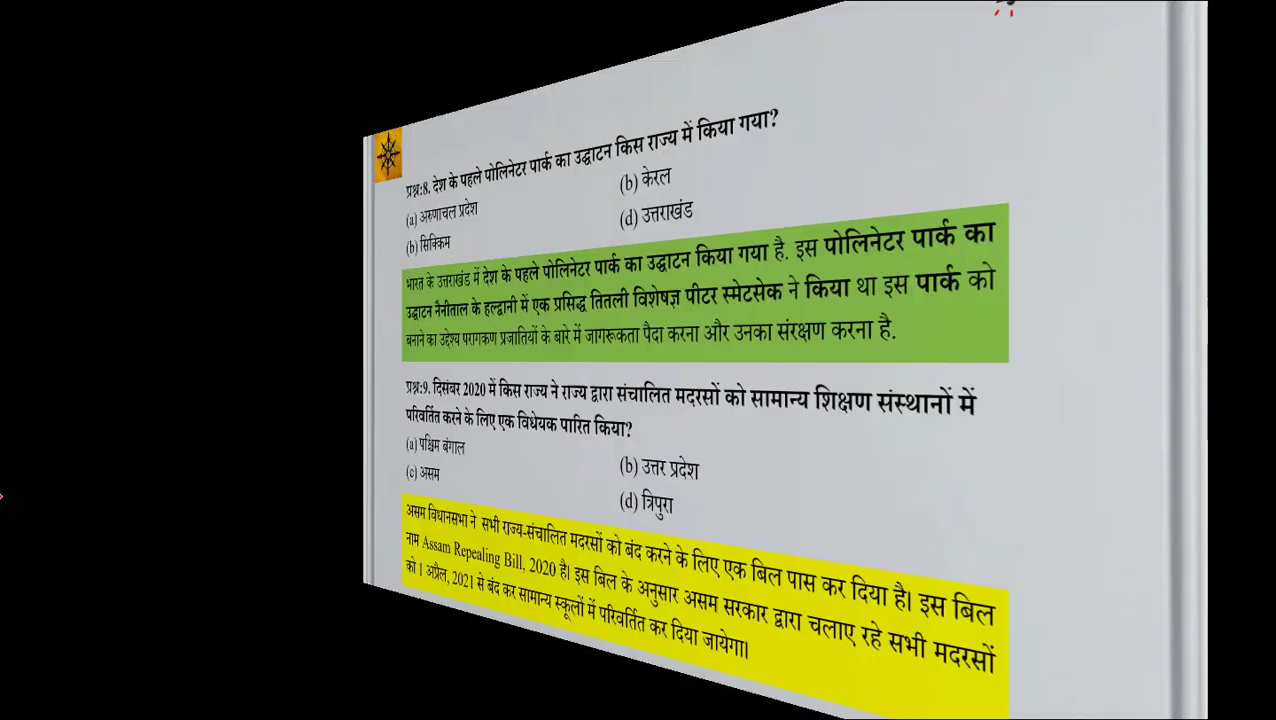 प्रश्न:8. देश के पहले पोलिनेटर पार्क का उद्घाटन किस राज्य में किया गया?
(a) अरुणाचल प्रदेश
(b) केरल
(b) सिक्किम
(d) उत्तराखंड
भारत के उत्तराखंड में देश के पहले पोलिनेटर पार्क का उद्घाटन किया गया है. इस पोलिनेटर पार्क का
उद्घाटन नैनीताल के हल्द्वानी में एक प्रसिद्ध तितली विशेषज्ञ पीटर स्मेटसेक ने किया था इस पार्क को
बनाने का उद्देश्य परागकण प्रजातियों के बारे में जागरूकता पैदा करना और उनका संरक्षण करना है.
प्रश्न:9. दिसंबर 2020 में किस राज्य ने राज्य द्वारा संचालित मदरसों को सामान्य शिक्षण संस्थानों में
परिवर्तित करने के लिए एक विधेयक पारित किया?
(a) पश्चिम बंगाल
(b) उत्तर प्रदेश
(c) असम
(d) त्रिपुरा
असम विधानसभा ने सभी राज्य-संचालित मदरसों को बंद करने के लिए एक बिल पास कर दिया है। इस बिल
नाम Assam Repealing Bill, 2020 है। इस बिल के अनुसार असम सरकार द्वारा चलाए रहे सभी मदरसों
को 1 अप्रैल, 2021 से बंद कर सामान्य स्कूलों में परिवर्तित कर दिया जायेगा।